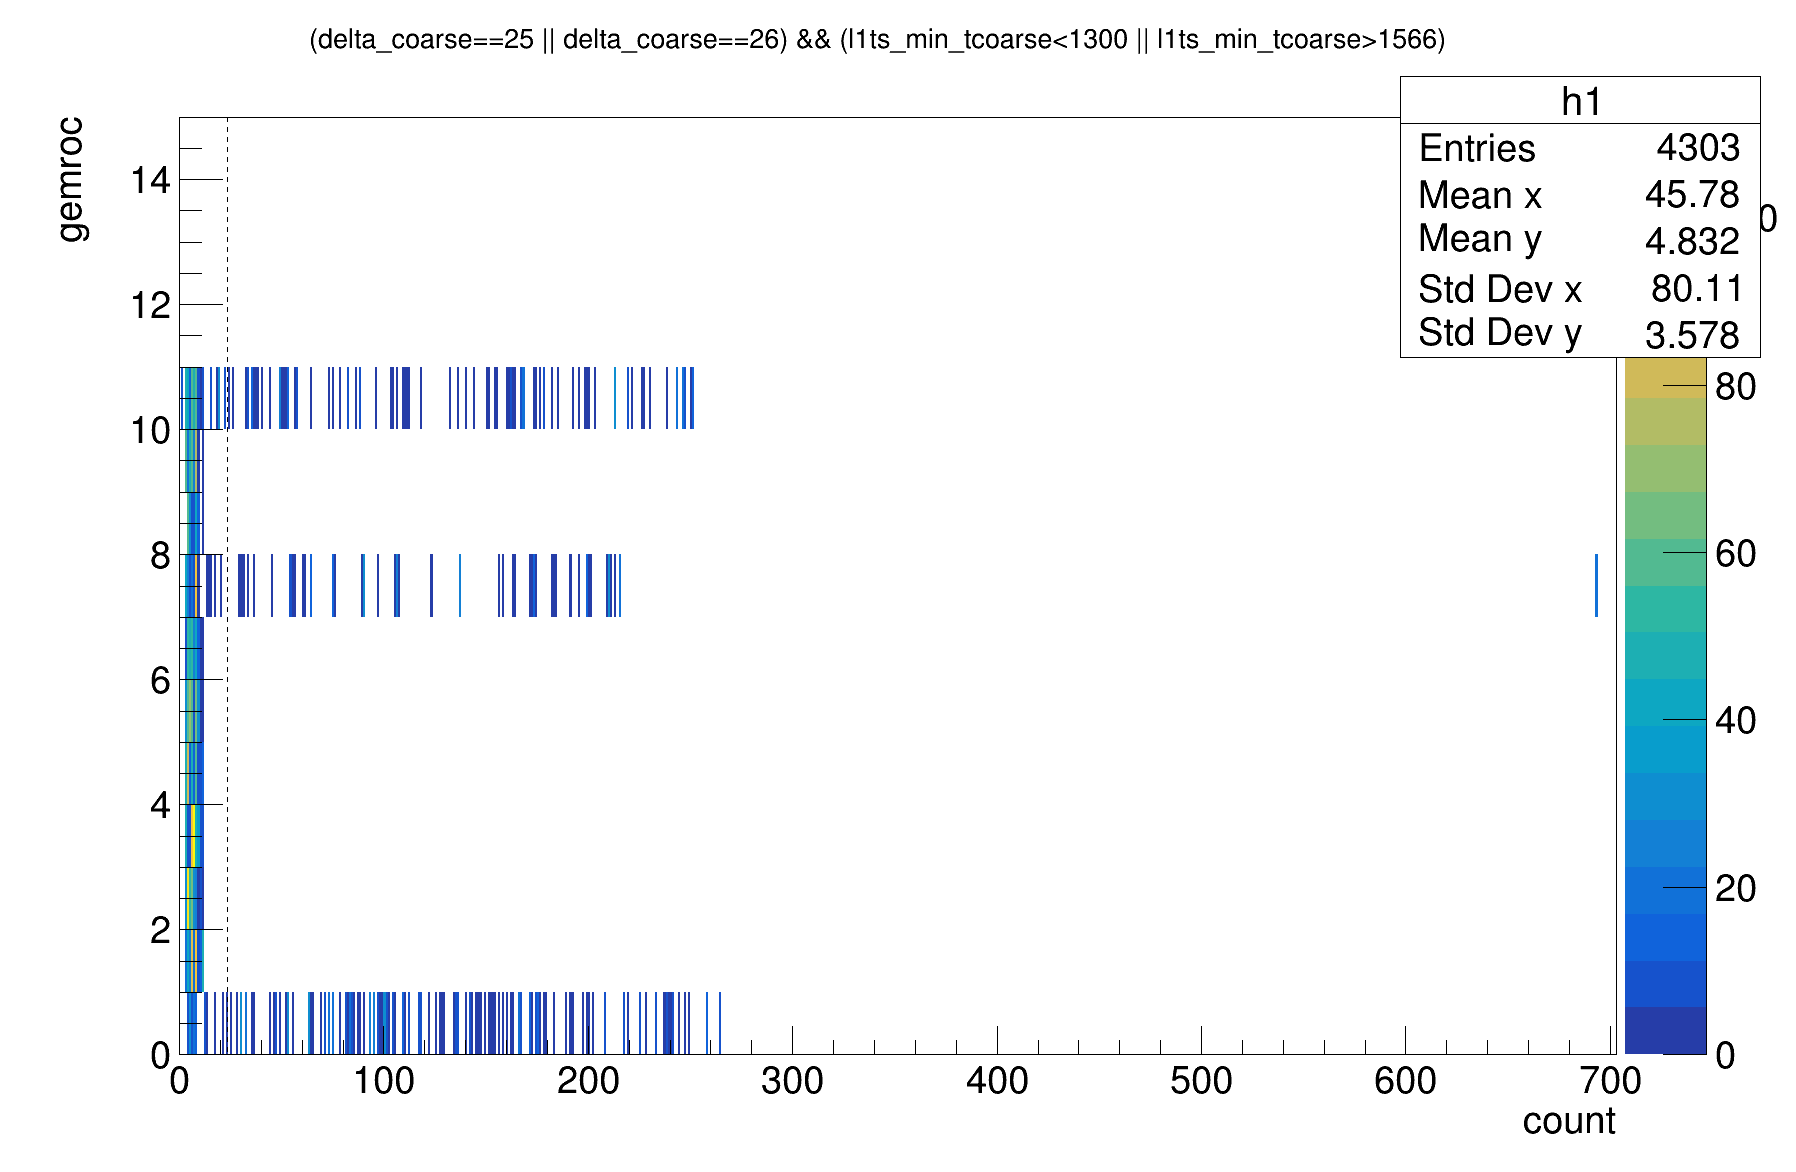 (delta_coarse==25 || delta_coarse==26) && (l1ts_min_tcoarse<1300 || l1ts_min_tcoarse>1566)
h1
Entries 4303
Mean x 45.78
Mean y 4.832
Std Dev x 80.11
Std Dev y 3.578
gemroc
14
12
10
8
6
4
2
0
0 100 200 300 400 500 600 700
count
0
80
60
40
20
0